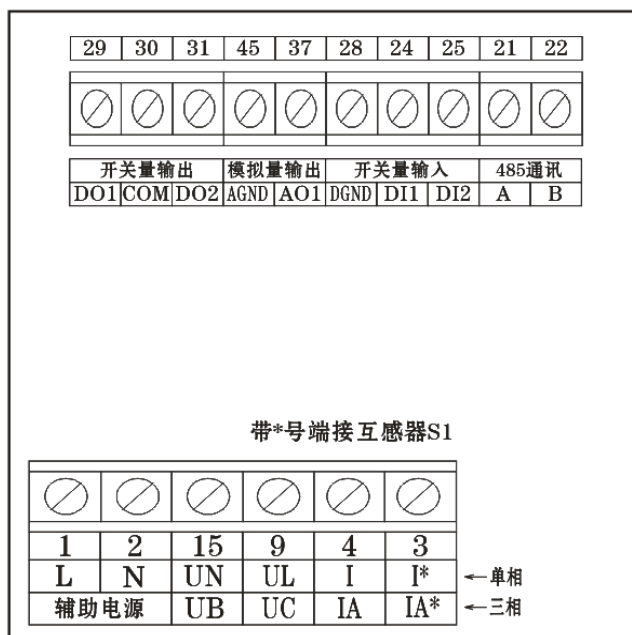 29 30 31 45 37 28 24 25 21 22
开关量输出 模拟量输出 开关量输入 485通讯
DO1 COM DO2 AGND AO1 DGND DI1 DI2 A B
带*号端接互感器S1
1 2 15 9 4 3
L N UN UL I I* ←单相
辅助电源 UB UC IA IA* ←三相